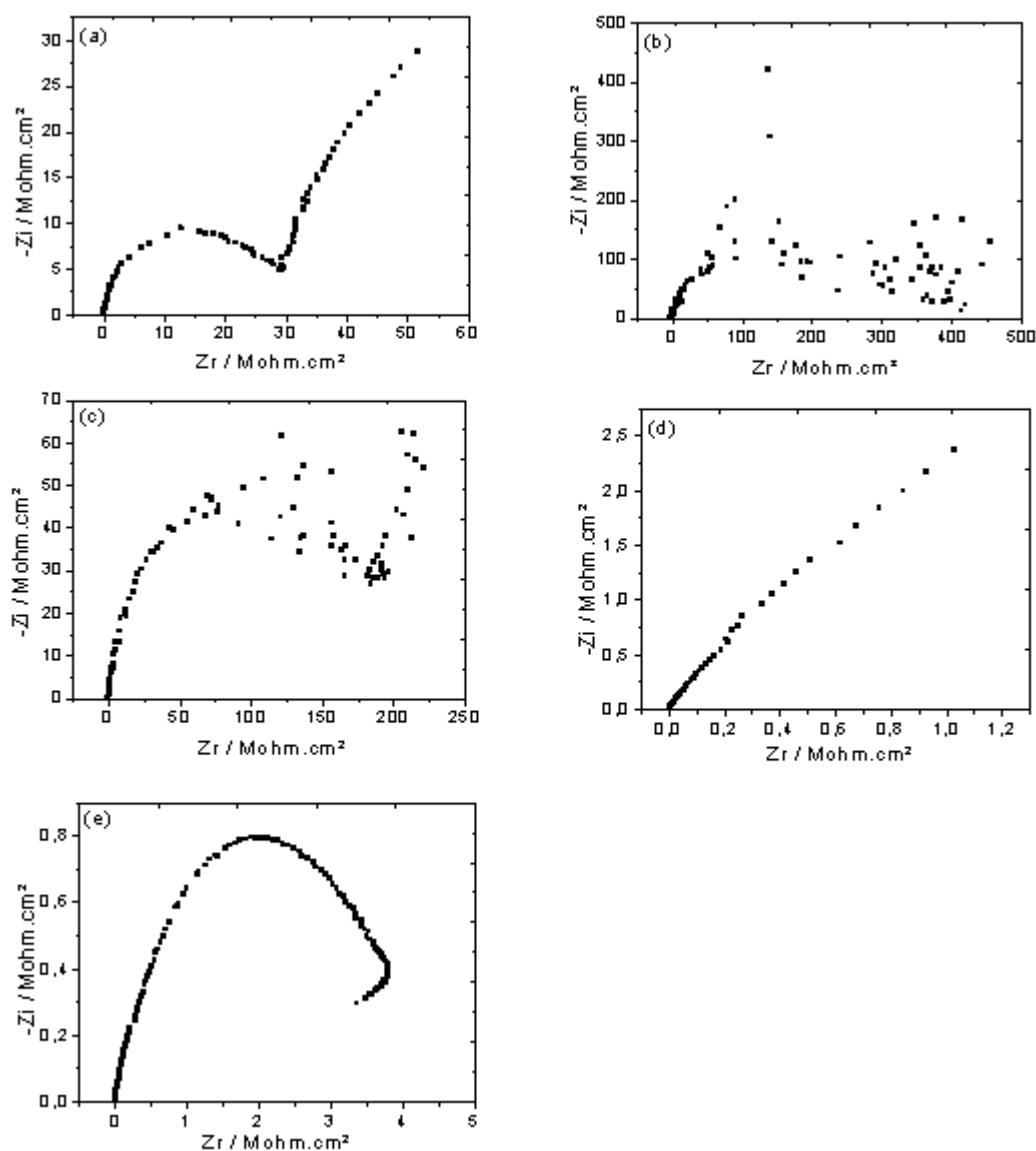 (a)
30
25
20
15
10
5
0
-Zi / Mohm.cm²
0 10 20 30 40 50 60
Zr / Mohm.cm²
(b)
500
400
300
200
100
0
-Zi / Mohm.cm²
0 100 200 300 400 500
Zr / Mohm.cm²
(c)
70
60
50
40
30
20
10
0
-Zi / Mohm.cm²
0 50 100 150 200 250
Zr / Mohm.cm²
(d)
2,5
2,0
1,5
1,0
0,5
0,0
-Zi / Mohm.cm²
0,0 0,2 0,4 0,6 0,8 1,0 1,2
Zr / Mohm.cm²
(e)
0,8
0,6
0,4
0,2
0,0
-Zi / Mohm.cm²
0 1 2 3 4 5
Zr / Mohm.cm²